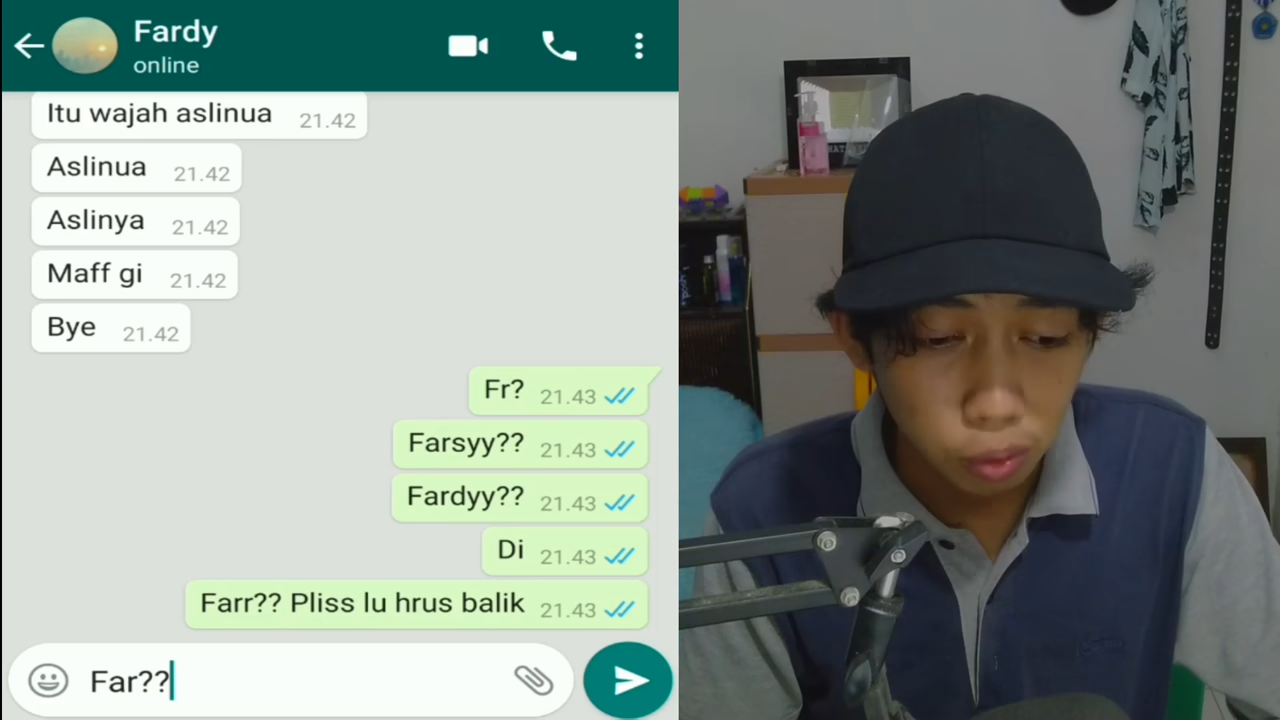 Fardy
online
Itu wajah aslinua 21.42
Aslinua 21.42
Aslinya 21.42
Maff gi 21.42
Bye 21.42
Fr? 21.43
Farsyy?? 21.43
Fardyy?? 21.43
Di 21.43
Farr?? Pliss lu hrus balik 21.43
Far??